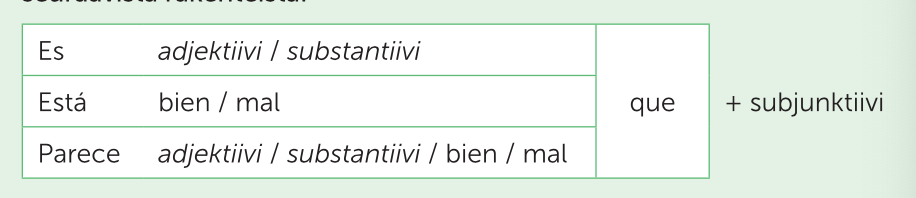 Es adjektiivi / substantiivi
Está bien / mal
que + subjunktiivi
Parece adjektiivi / substantiivi / bien / mal